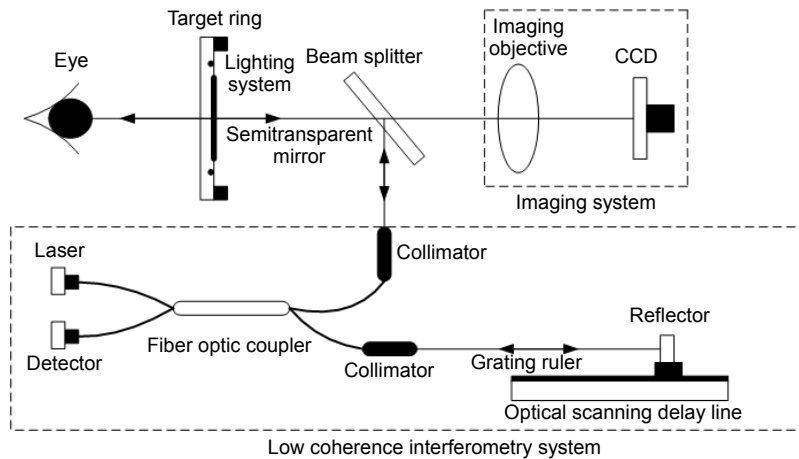 Target ring
Eye
Lighting
system
Semitransparent
mirror
Beam splitter
Imaging
objective
CCD
Imaging system
Laser
Detector
Fiber optic coupler
Collimator
Collimator
Grating ruler
Reflector
Optical scanning delay line
Low coherence interferometry system